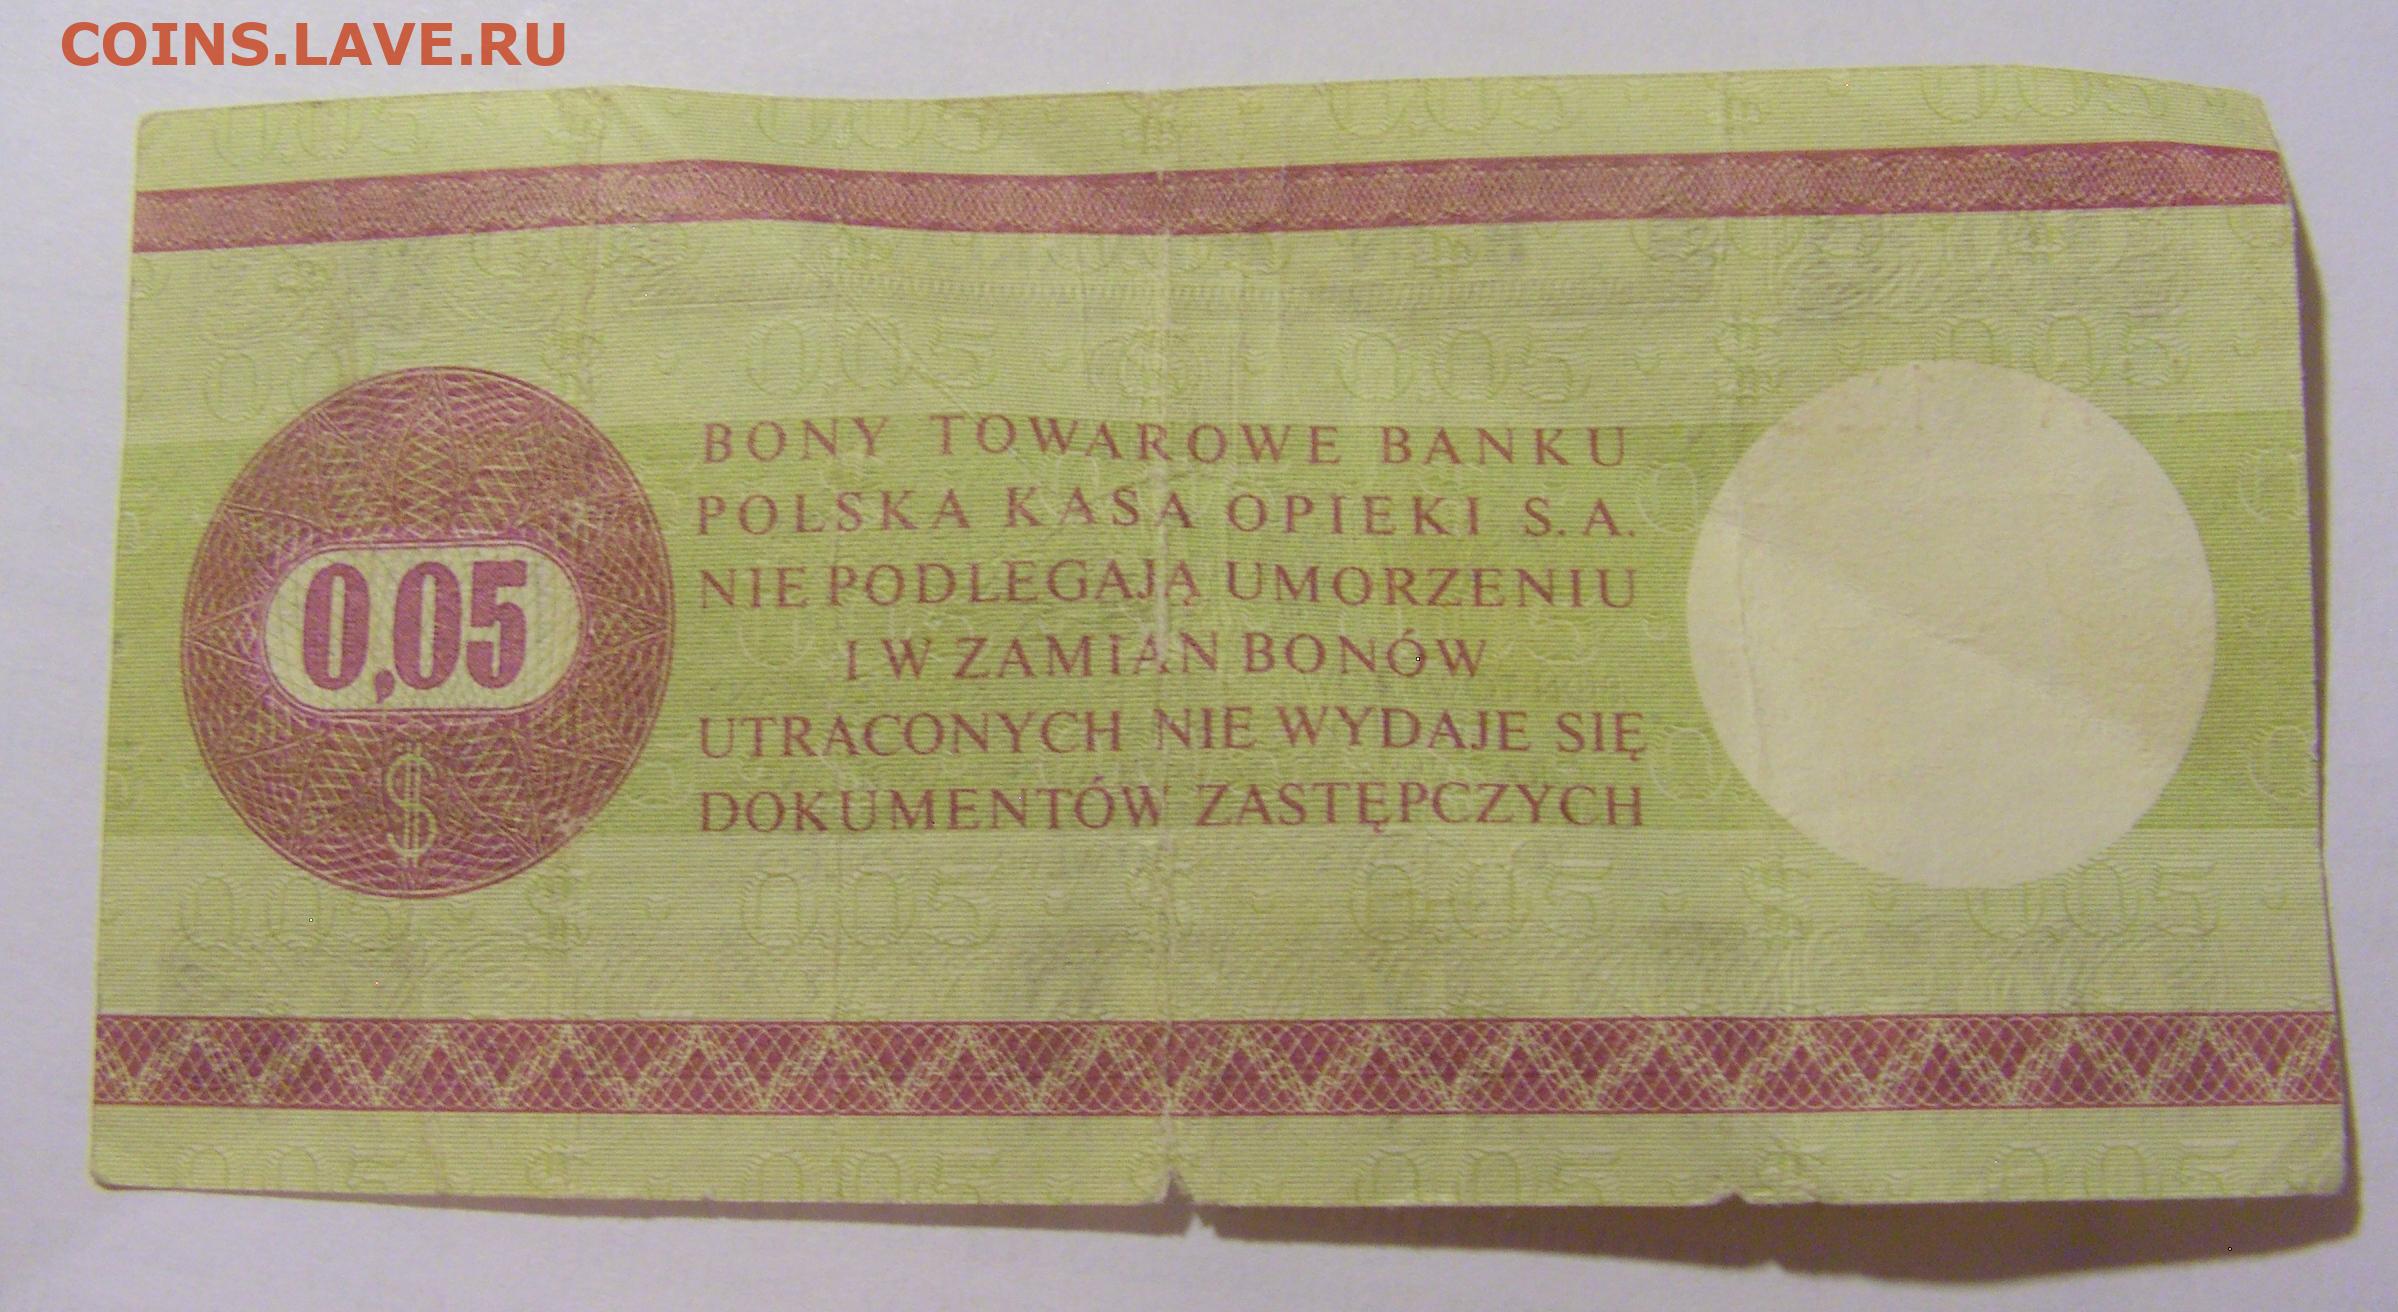 COINS.LAVE.RU
BONY TOWAROWE BANKU
POLSKA KASA OPIEKI S.A.
NIE PODLEGAJĄ UMORZENIU
I W ZAMIAN BONÓW
UTRACONYCH NIE WYDAJE SIĘ
DOKUMENTÓW ZASTĘPCZYCH
0,05
$